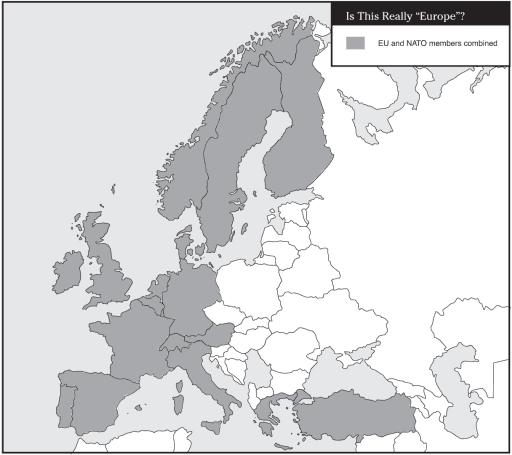 Is This Really “Europe”?
EU and NATO members combined